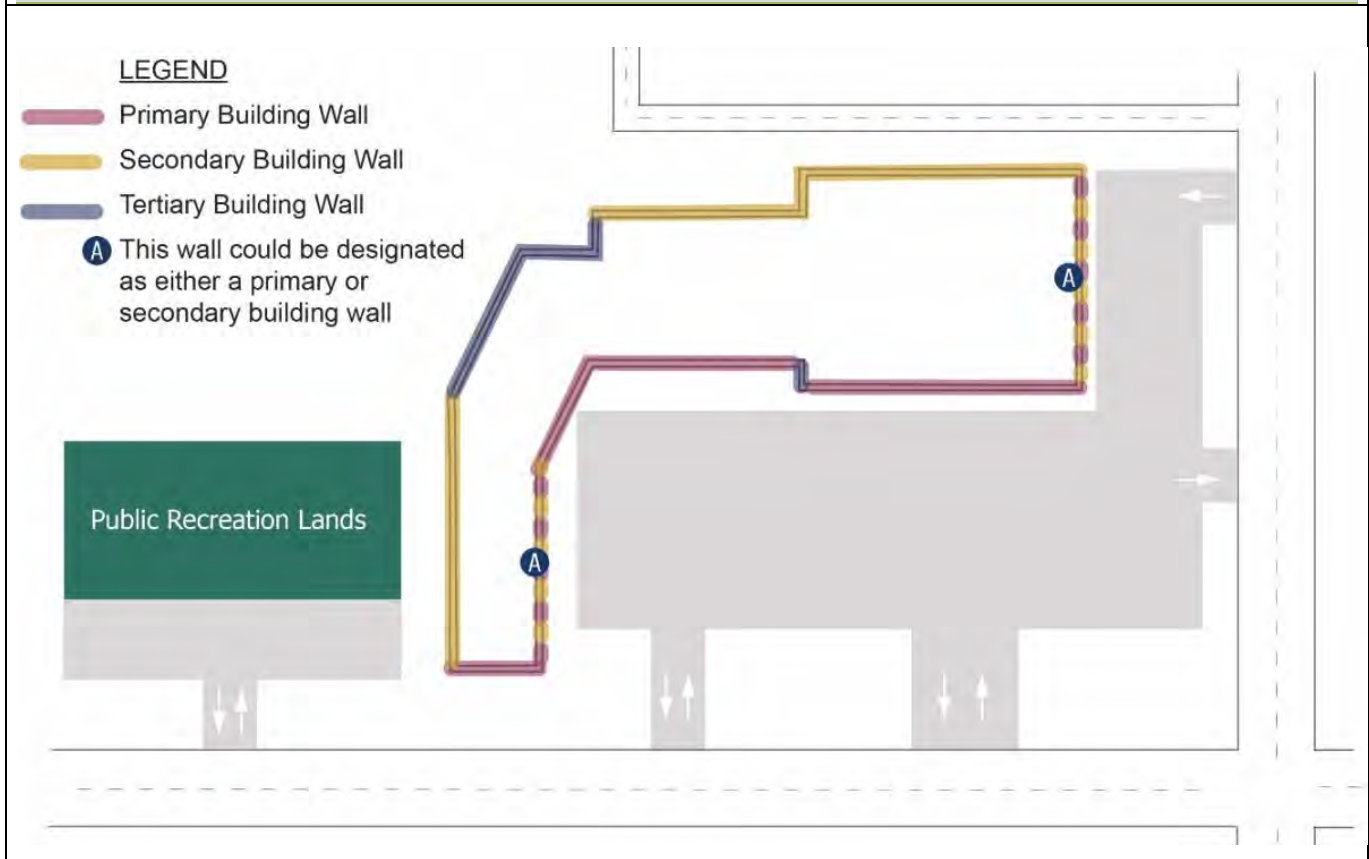 LEGEND
Primary Building Wall
Secondary Building Wall
Tertiary Building Wall
A This wall could be designated
as either a primary or
secondary building wall
A
Public Recreation Lands
A